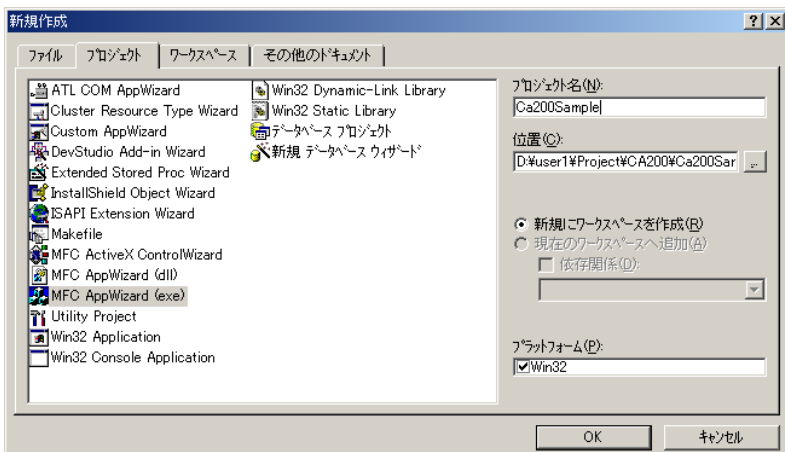 新規作成
ファイル プロジェクト ワークスペース その他のドキュメント
ATL COM AppWizard
Cluster Resource Type Wizard
Custom AppWizard
DevStudio Add-in Wizard
Extended Stored Proc Wizard
InstallShield Object Wizard
ISAPI Extension Wizard
Makefile
MFC ActiveX ControlWizard
MFC AppWizard (dll)
MFC AppWizard (exe)
Utility Project
Win32 Application
Win32 Console Application
Win32 Dynamic-Link Library
Win32 Static Library
データベース プロジェクト
新規 データベース ウィザード
プロジェクト名(N):
Ca200Sample
位置(C):
D:¥user1¥Project¥CA200¥Ca200Sar
...
新規にワークスペースを作成(R)
現在のワークスペースへ追加(A)
依存関係(D):
プラットフォーム(P):
Win32
OK キャンセル